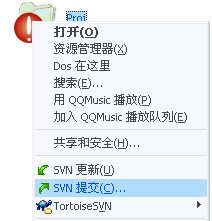 Proj
打开(O)
资源管理器(X)
Dos 在这里
搜索(E)...
用 QQMusic 播放(P)
加入 QQMusic 播放队列(E)
共享和安全(H)...
SVN 更新(U)
SVN 提交(C)...
TortoiseSVN